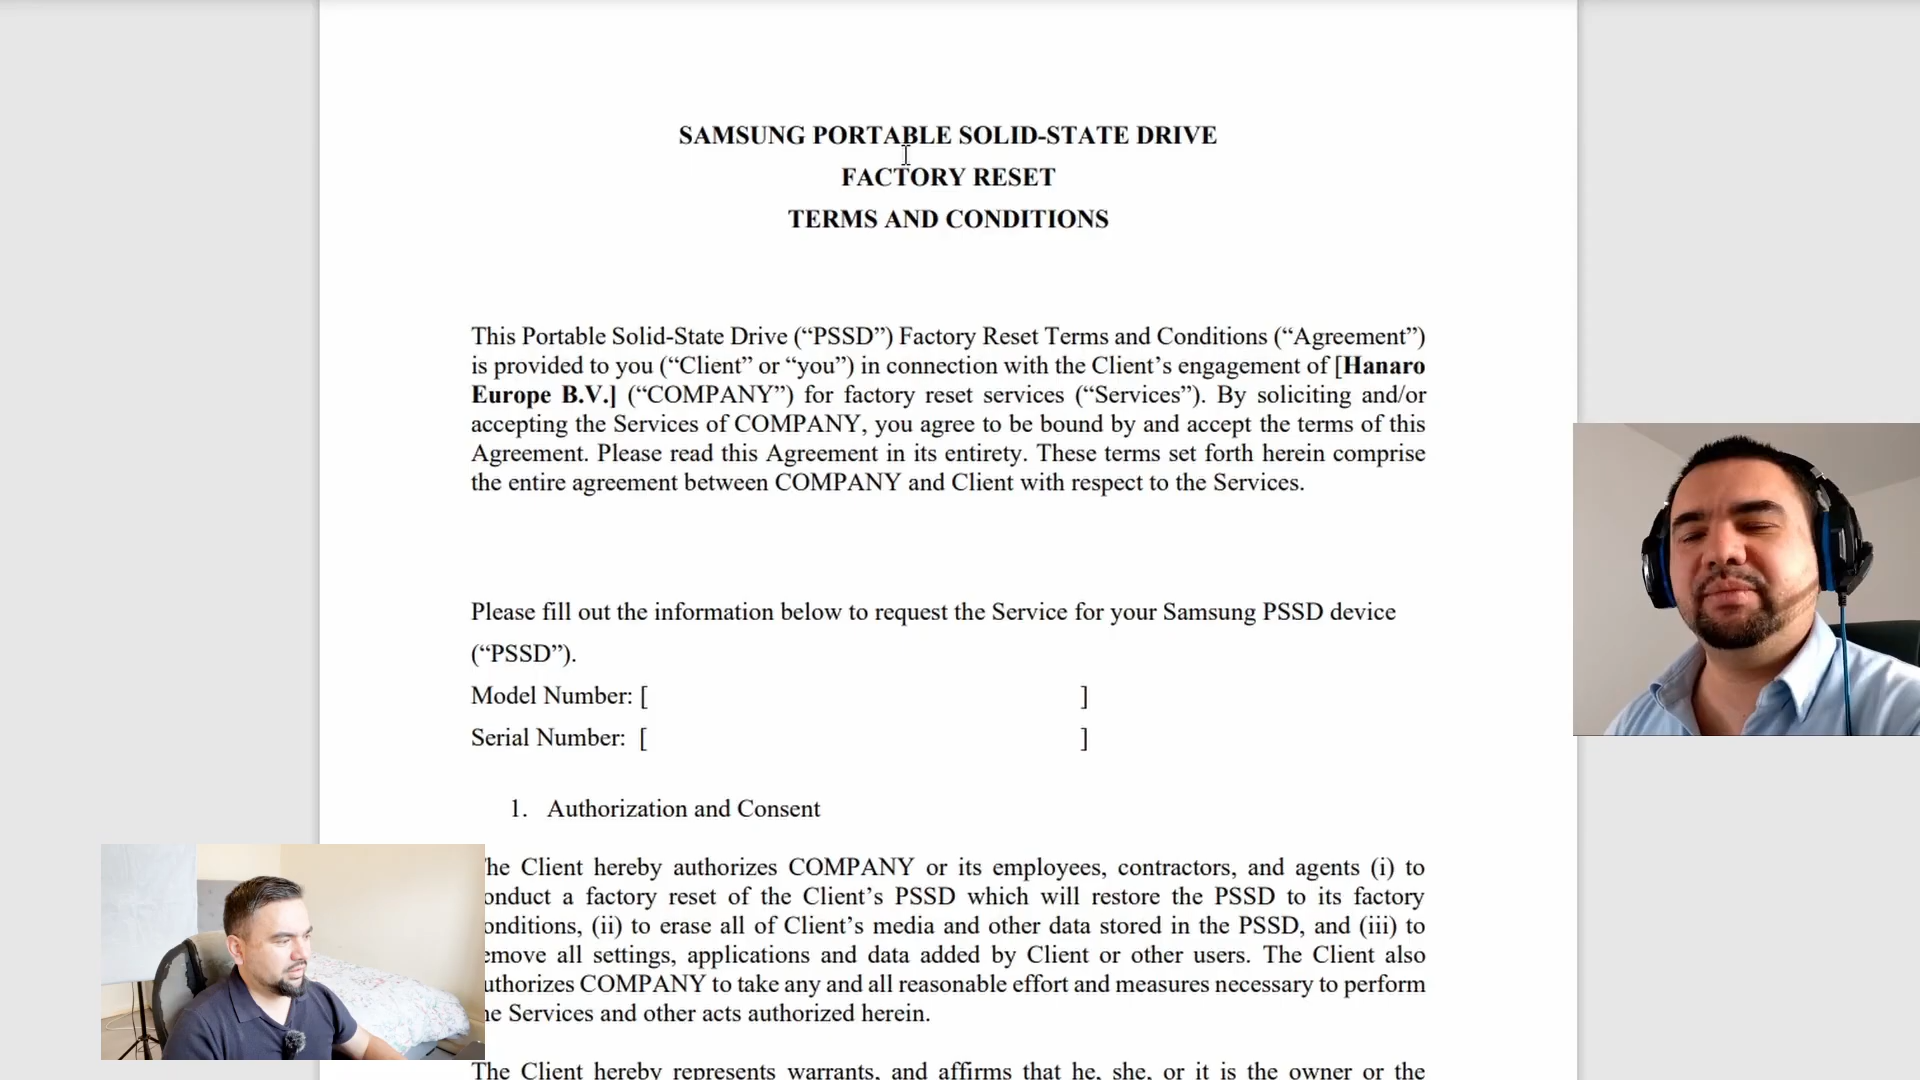 SAMSUNG PORTABLE SOLID-STATE DRIVE
FACTORY RESET
TERMS AND CONDITIONS
This Portable Solid-State Drive (“PSSD”) Factory Reset Terms and Conditions (“Agreement”)
is provided to you (“Client” or “you”) in connection with the Client’s engagement of [Hanaro
Europe B.V.] (“COMPANY”) for factory reset services (“Services”). By soliciting and/or
accepting the Services of COMPANY, you agree to be bound by and accept the terms of this
Agreement. Please read this Agreement in its entirety. These terms set forth herein comprise
the entire agreement between COMPANY and Client with respect to the Services.
Please fill out the information below to request the Service for your Samsung PSSD device
(“PSSD”).
Model Number: [ ]
Serial Number: [ ]
1. Authorization and Consent
he Client hereby authorizes COMPANY or its employees, contractors, and agents (i) to
onduct a factory reset of the Client’s PSSD which will restore the PSSD to its factory
onditions, (ii) to erase all of Client’s media and other data stored in the PSSD, and (iii) to
emove all settings, applications and data added by Client or other users. The Client also
uthorizes COMPANY to take any and all reasonable effort and measures necessary to perform
he Services and other acts authorized herein.
The Client hereby represents warrants, and affirms that he, she, or it is the owner or the